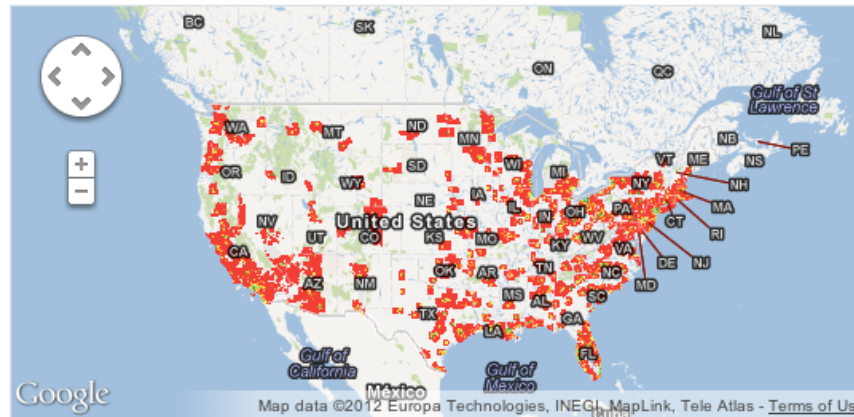 BC
SK
NL
ON
QC
Gulf of St
Lawrence
NB
PE
WA
MT
ND
MN
VT
ME
NS
OR
ID
SD
WI
MI
NY
NH
WY
IA
MA
NE
IL
IN
OH
PA
CT
RI
NV
United States
UT
CO
KS
MO
KY
WV
VA
DE
NJ
CA
OK
AR
TN
NC
MD
AZ
NM
MS
AL
SC
TX
LA
GA
FL
Gulf of
California
Gulf of
Mexico
México
Google
Map data ©2012 Europa Technologies, INEGI, MapLink, Tele Atlas - Terms of Us